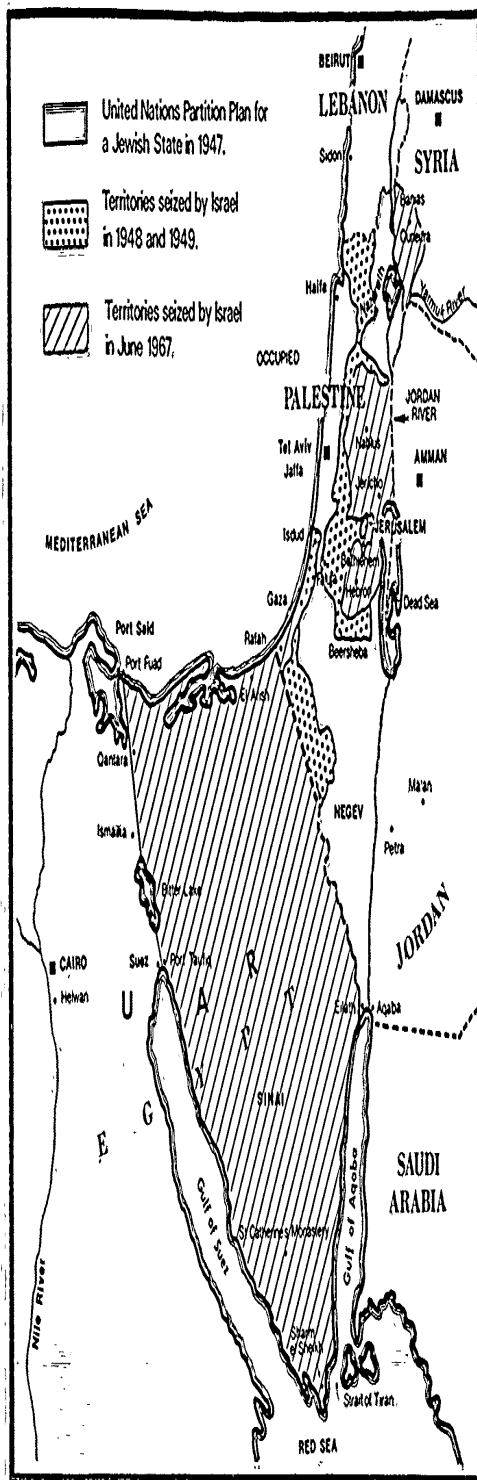 United Nations Partition Plan for
a Jewish State in 1947.
Territories seized by Israel
in 1948 and 1949.
Territories seized by Israel
in June 1967.
BEIRUT
LEBANON
DAMASCUS
Sidon
SYRIA
Banias
Quneitra
Haifa
Nazareth
Yarmuk River
OCCUPIED
PALESTINE
JORDAN
RIVER
Nablus
Tel Aviv
Jaffa
AMMAN
Jericho
MEDITERRANEAN SEA
Isdud
JERUSALEM
Bethlehem
Faluja
Gaza
Hebron
Dead Sea
Port Said
Rafah
Beersheba
Port Fuad
El Arish
Qantara
Ma'an
NEGEV
Ismailia
Petra
Bitter Lake
JORDAN
CAIRO
Suez
Port Taufiq
Helwan
U A R
Eilath
Aqaba
EGYPT
SINAI
SAUDI
ARABIA
Gulf of Suez
St Catherine's Monastery
Gulf of Aqaba
Nile River
Sharm
el Sheikh
Strait of Tiran
RED SEA